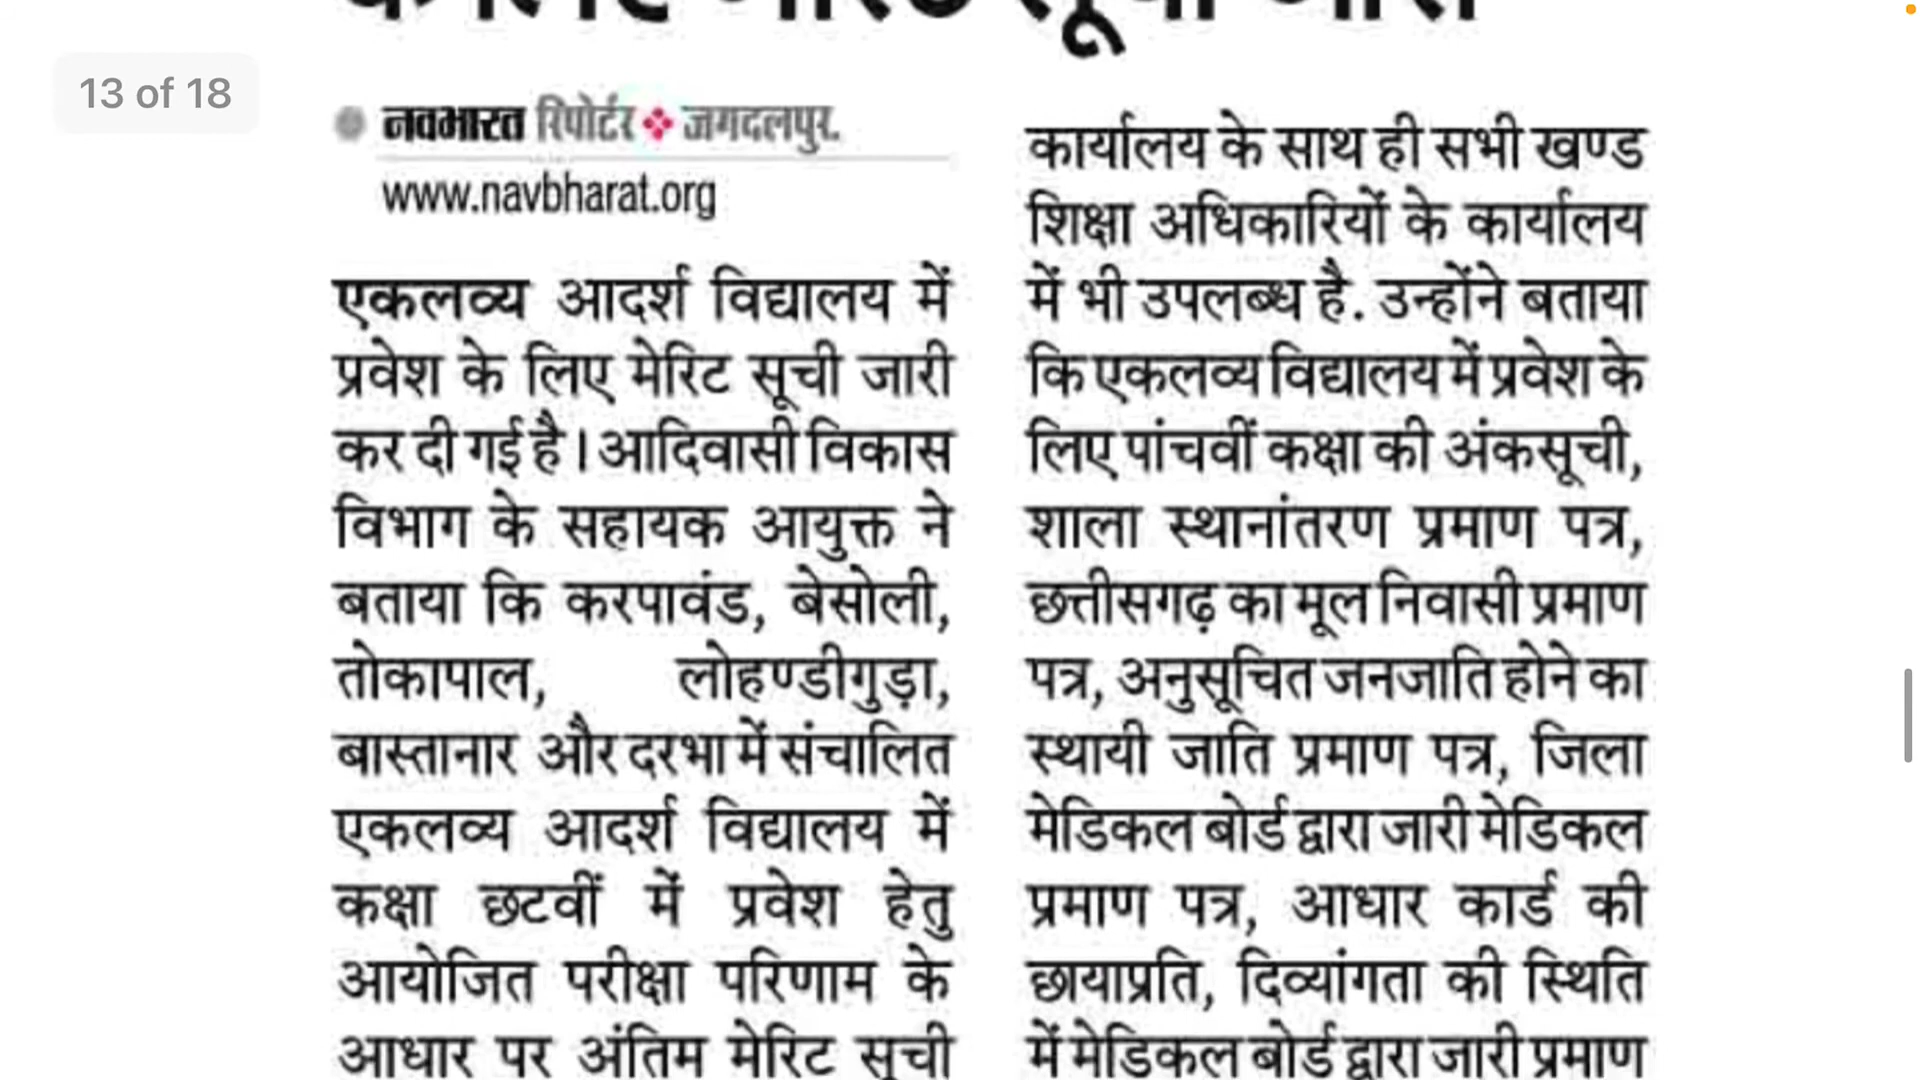 13 of 18
नवभारत रिपोर्टर ❖ जगदलपुर.
www.navbharat.org
एकलव्य आदर्श विद्यालय में
प्रवेश के लिए मेरिट सूची जारी
कर दी गई है। आदिवासी विकास
विभाग के सहायक आयुक्त ने
बताया कि करपावंड, बेसोली,
तोकापाल, लोहण्डीगुड़ा,
बास्तानार और दरभा में संचालित
एकलव्य आदर्श विद्यालय में
कक्षा छटवीं में प्रवेश हेतु
आयोजित परीक्षा परिणाम के
आधार पर अंतिम मेरिट सूची
कार्यालय के साथ ही सभी खण्ड
शिक्षा अधिकारियों के कार्यालय
में भी उपलब्ध है. उन्होंने बताया
कि एकलव्य विद्यालय में प्रवेश के
लिए पांचवीं कक्षा की अंकसूची,
शाला स्थानांतरण प्रमाण पत्र,
छत्तीसगढ़ का मूल निवासी प्रमाण
पत्र, अनुसूचित जनजाति होने का
स्थायी जाति प्रमाण पत्र, जिला
मेडिकल बोर्ड द्वारा जारी मेडिकल
प्रमाण पत्र, आधार कार्ड की
छायाप्रति, दिव्यांगता की स्थिति
में मेडिकल बोर्ड द्वारा जारी प्रमाण